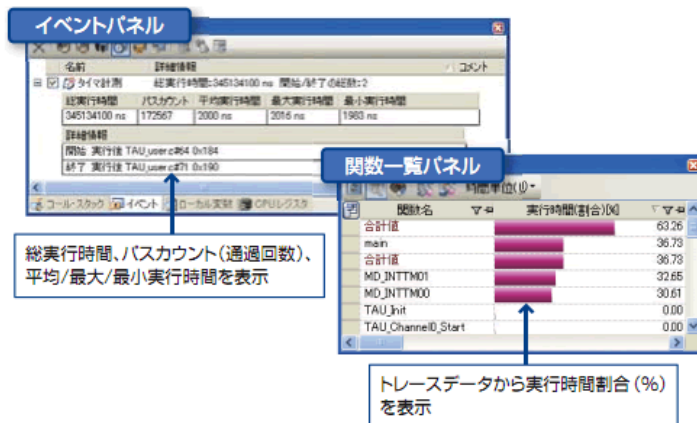 イベントパネル
名前 詳細情報 コメント
タイマ計測 総実行時間=345134100 ns 開始/終了の総数:2
総実行時間 パスカウント 平均実行時間 最大実行時間 最小実行時間
345134100 ns 172567 2000 ns 2016 ns 1983 ns
詳細情報
開始 実行後 TAU_user.c#64 0x184
終了 実行後 TAU_user.c#71 0x190
コール・スタック イベント ローカル変数 CPUレジスタ
総実行時間、パスカウント(通過回数)、
平均/最大/最小実行時間を表示
関数一覧パネル
時間単位(U)
関数名 実行時間(割合)[%]
合計値 63.26
main 36.73
合計値 36.73
MD_INTTM01 32.65
MD_INTTM00 30.61
TAU_Init 0.00
TAU_Channel0_Start 0.00
トレースデータから実行時間割合(%)
を表示